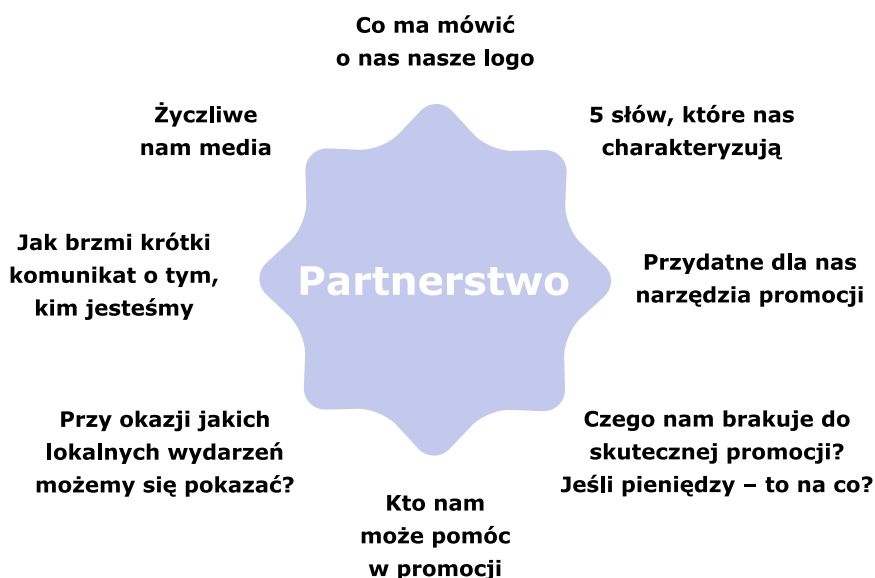 Co ma mówić
o nas nasze logo
Życzliwe
nam media
5 słów, które nas
charakteryzują
Jak brzmi krótki
komunikat o tym,
kim jesteśmy
Partnerstwo
Przydatne dla nas
narzędzia promocji
Przy okazji jakich
lokalnych wydarzeń
możemy się pokazać?
Czego nam brakuje do
skutecznej promocji?
Jeśli pieniędzy – to na co?
Kto nam
może pomóc
w promocji